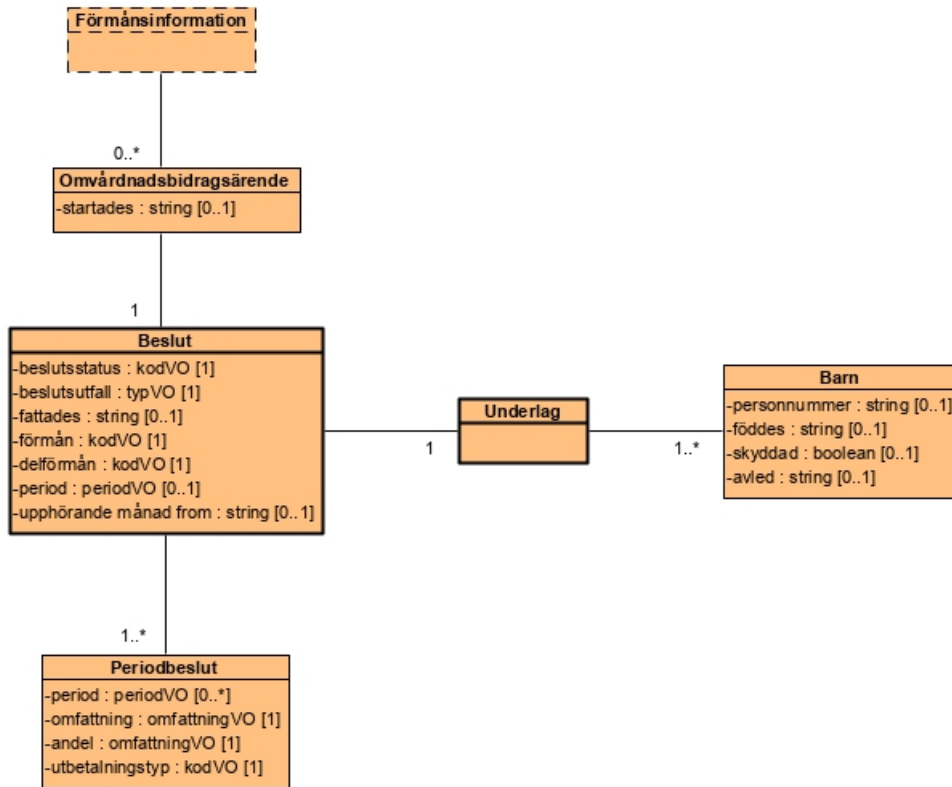 Förmånsinformation
0..*
Omvårdnadsbidragsärende
-startades : string [0..1]
1
Beslut
-beslutsstatus : kodVO [1]
-beslutsutfall : typVO [1]
-fattades : string [0..1]
-förmån : kodVO [1]
-delförmån : kodVO [1]
-period : periodVO [0..1]
-upphörande månad from : string [0..1]
1
Underlag
1..*
Barn
-personnummer : string [0..1]
-föddes : string [0..1]
-skyddad : boolean [0..1]
-avled : string [0..1]
1..*
Periodbeslut
-period : periodVO [0..*]
-omfattning : omfattningVO [1]
-andel : omfattningVO [1]
-utbetalningstyp : kodVO [1]